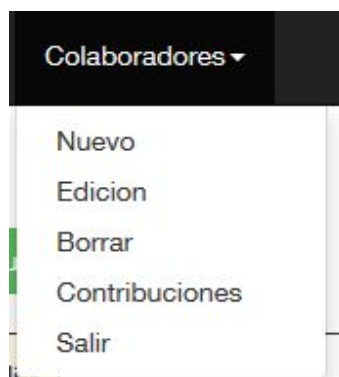 Colaboradores
Nuevo
Edicion
Borrar
Contribuciones
Salir